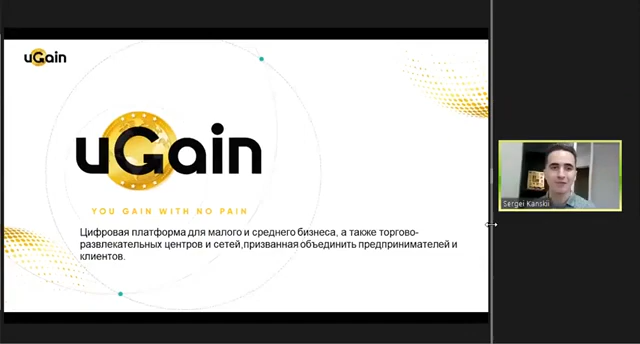 uGain
uGain
YOU GAIN WITH NO PAIN
Цифровая платформа для малого и среднего бизнеса, а также торгово-
развлекательных центров и сетей,призванная объединить предпринимателей и
клиентов.
Sergei Kanskii